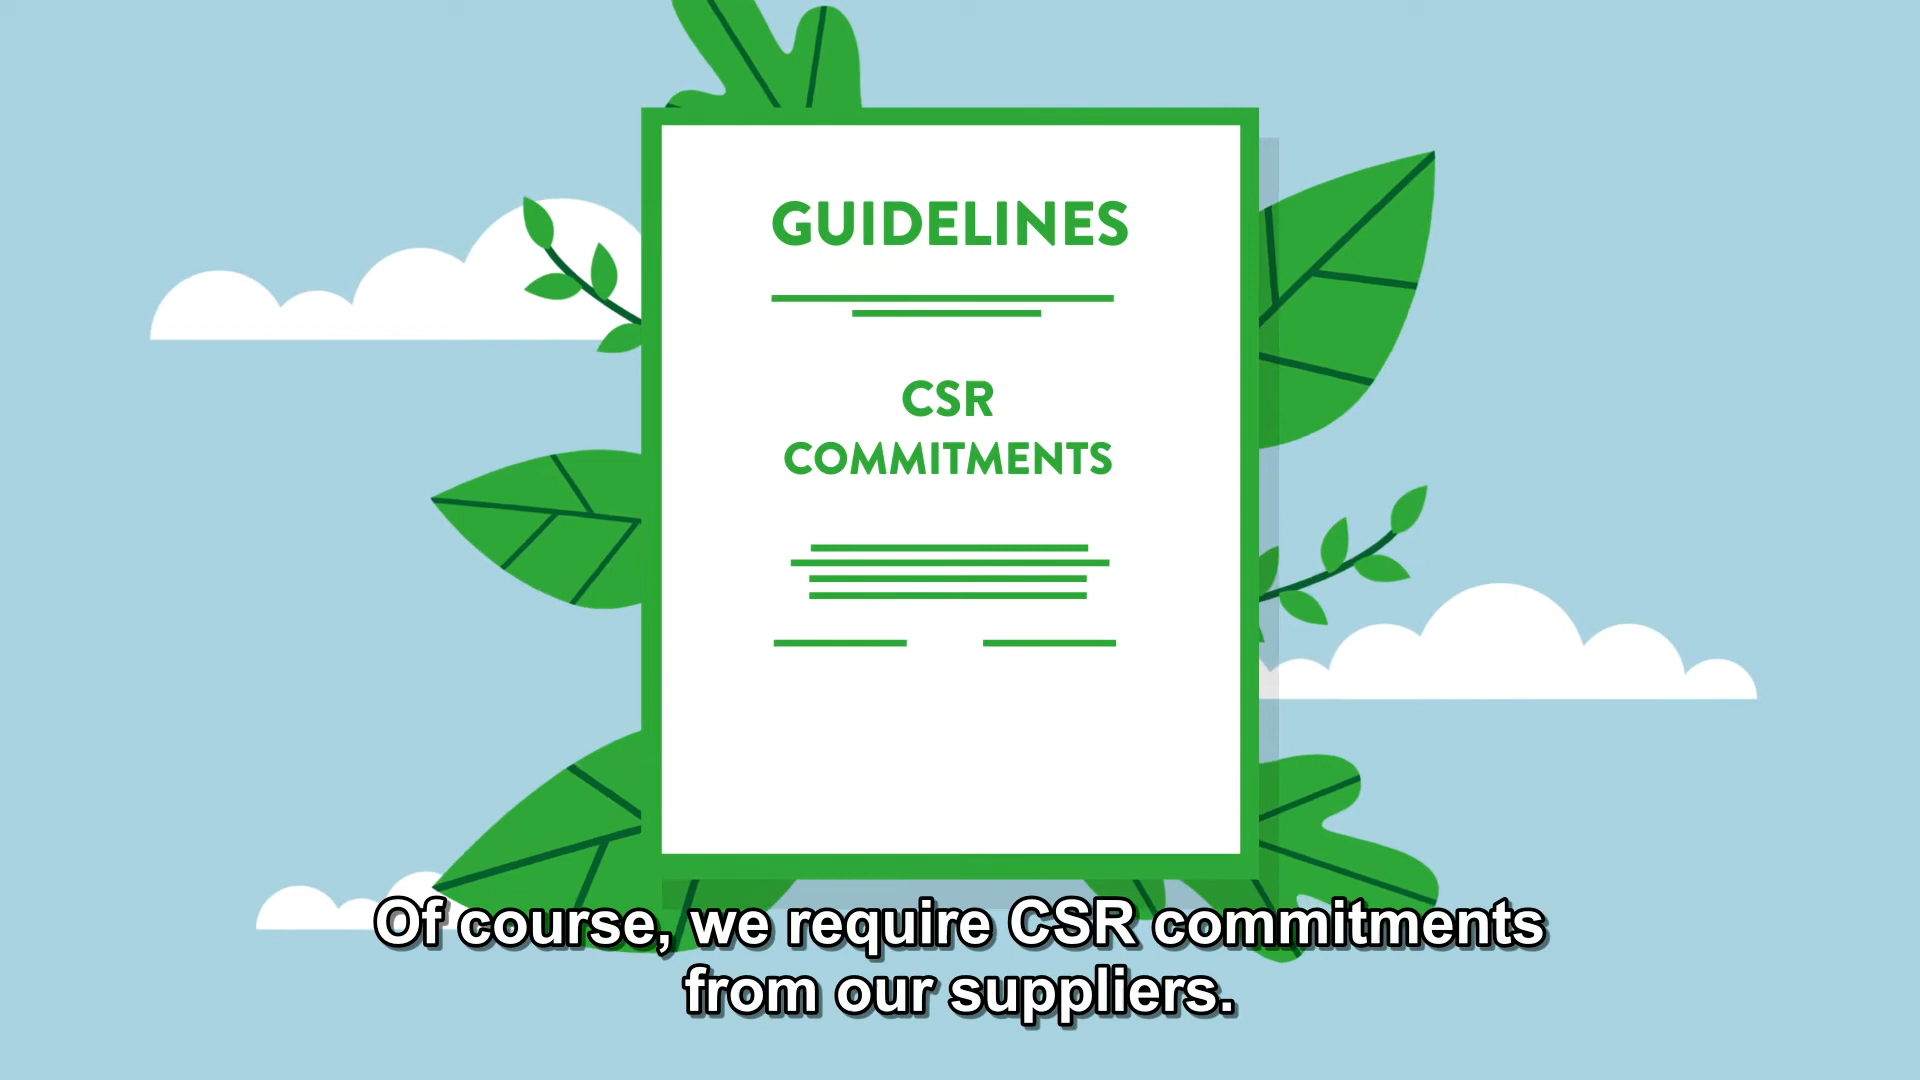 GUIDELINES
CSR
COMMITMENTS
Of course, we require CSR commitments
from our suppliers.